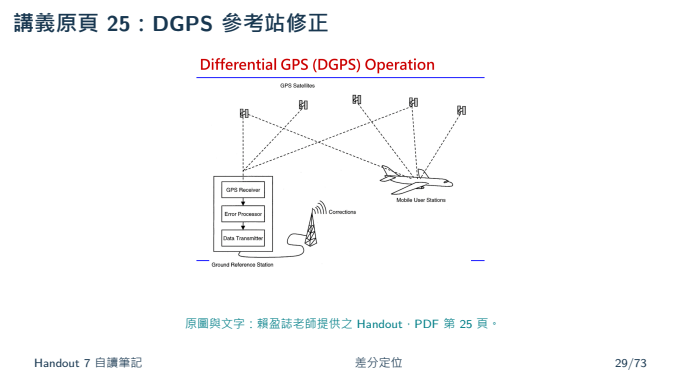 講義原頁 25：DGPS 參考站修正
Differential GPS (DGPS) Operation
GPS Satellites
GPS Receiver
Error Processor
Data Transmitter
Corrections
Mobile User Stations
Ground Reference Station
原圖與文字：賴盈誌老師提供之 Handout，PDF 第 25 頁。
Handout 7 自讀筆記
差分定位
29/73